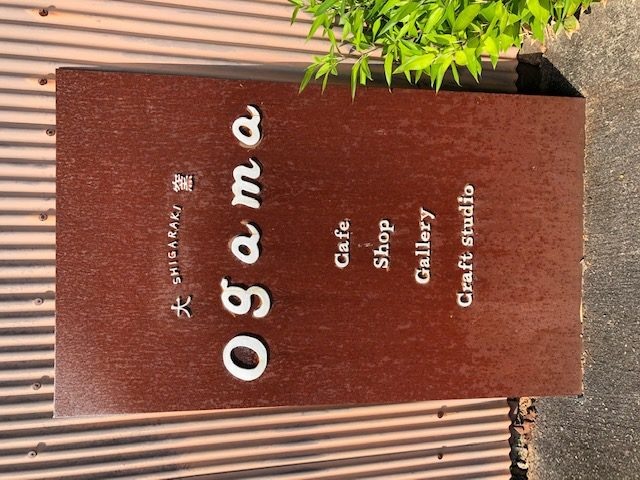 大 SHIGARAKI 窯
Ogama
Cafe
Shop
Gallery
Craft studio